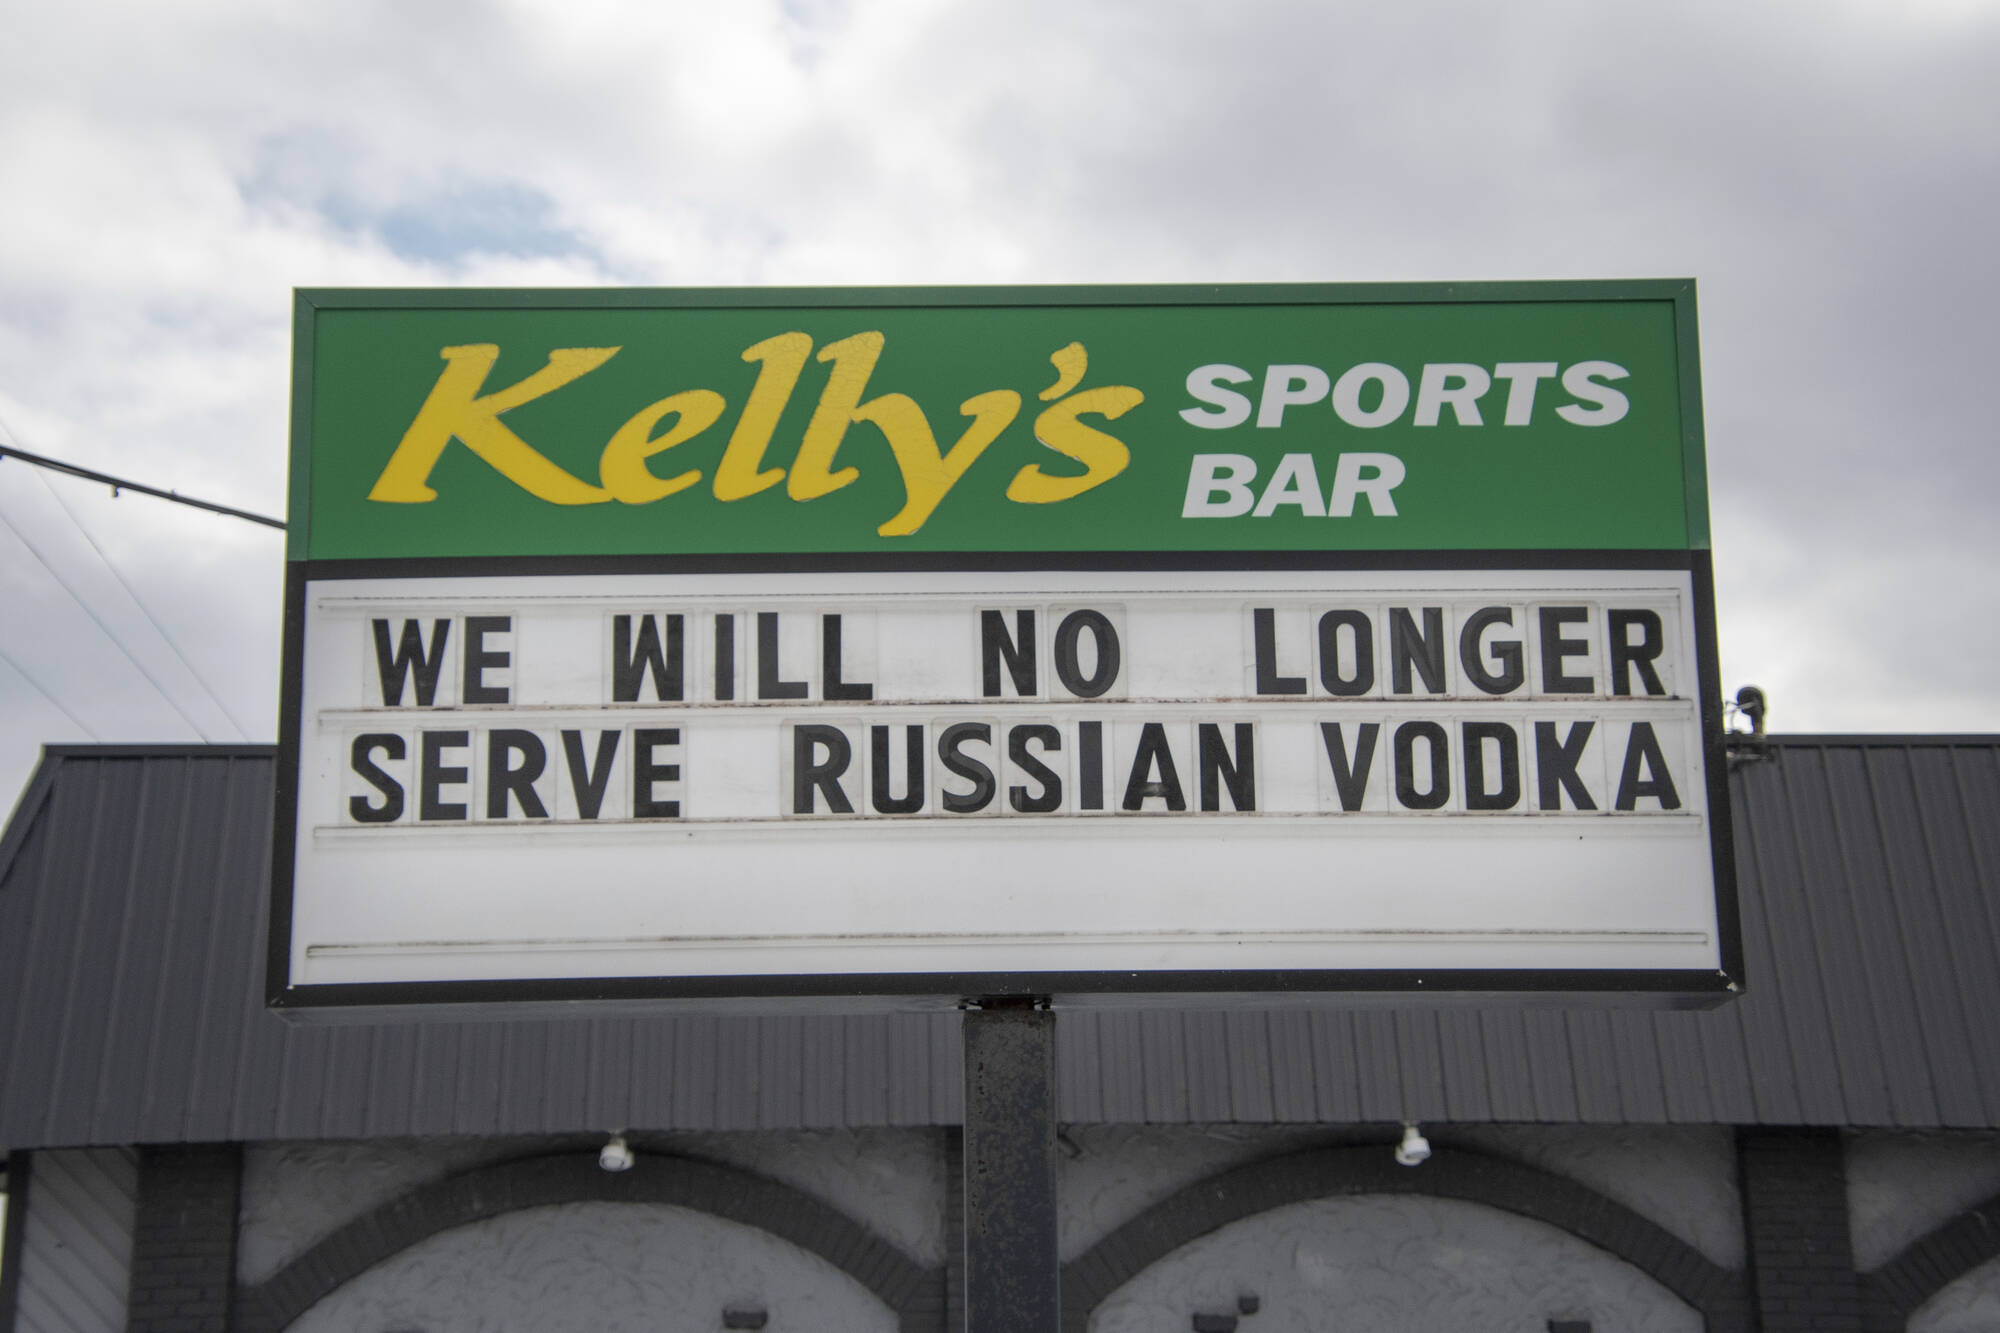 Kelly's SPORTS
BAR
WE WILL NO LONGER
SERVE RUSSIAN VODKA